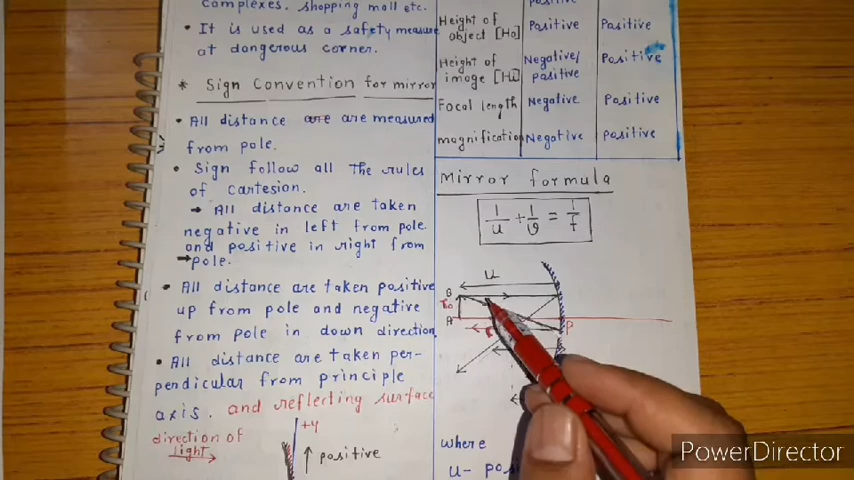 complexes, shopping mall etc.
• It is used as a safety measure
at dangerous corner.
* Sign Convention for mirror
• All distance are are measured
from pole.
• Sign follow all the rules
of cartesion.
→ All distance are taken
negative in left from pole.
and positive in right from
→ pole.
• All distance are taken positive
up from pole and negative
from pole in down direction
• All distance are taken per-
pendicular from principle
axis. and reflecting surface
direction of
light
+y
↑ positive
Positive
Height of
object [Ho] Positive Positive
Height of
image [Hi] Negative/
positive Positive
Focal length Negative Positive
magnification Negative Positive
Mirror formula
1/u + 1/v = 1/f
u
B
ho
A
P
where
u-
PowerDirector